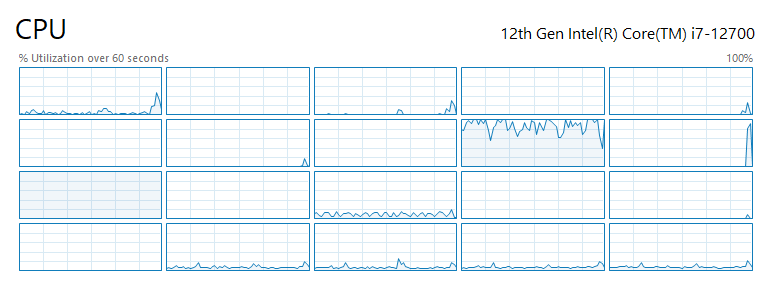 CPU
12th Gen Intel(R) Core(TM) i7-12700
% Utilization over 60 seconds
100%